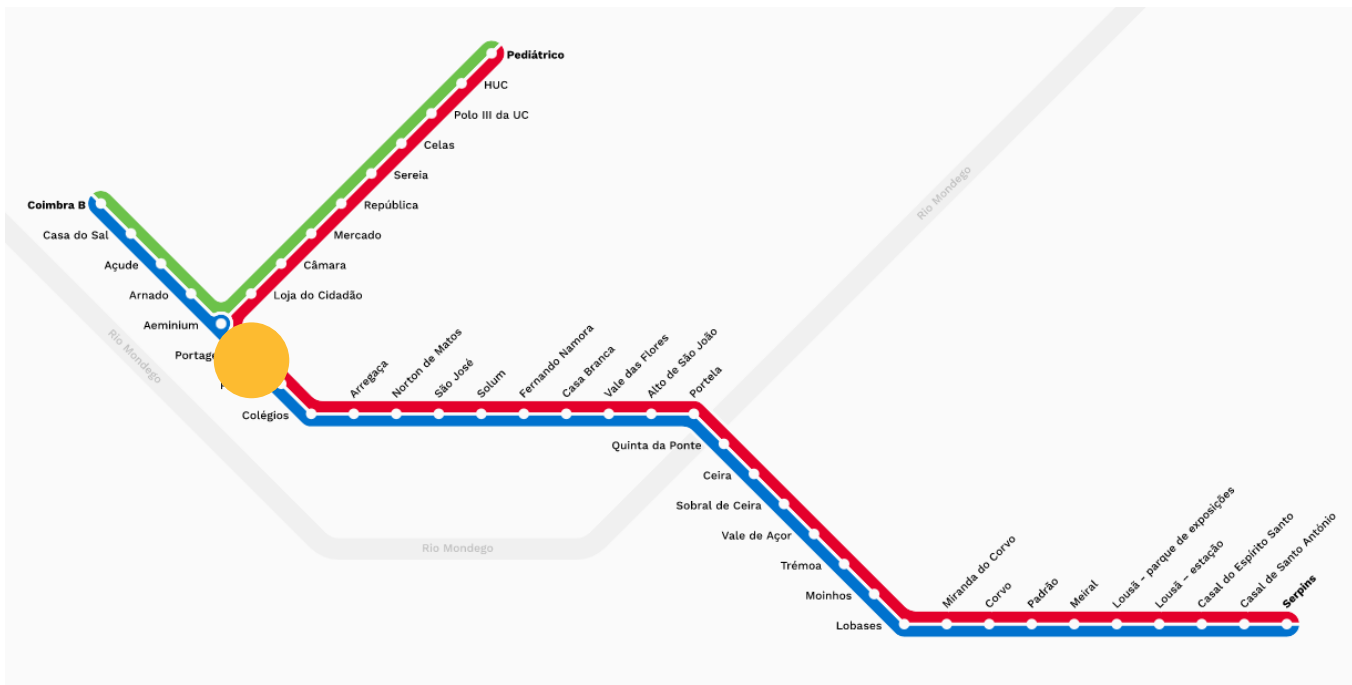 Pediátrico
HUC
Polo III da UC
Celas
Sereia
República
Mercado
Câmara
Loja do Cidadão
Coimbra B
Casa do Sal
Açude
Arnado
Aeminium
Colégios
Arregaça
Norton de Matos
São José
Solum
Fernando Namora
Casa Branca
Vale das Flores
Alto de São João
Portela
Quinta da Ponte
Ceira
Sobral de Ceira
Vale de Açor
Trémoa
Moinhos
Lobases
Miranda do Corvo
Corvo
Padrão
Meiral
Lousã - parque de exposições
Lousã – estação
Casal do Espírito Santo
Casal de Santo António
Serpins
Rio Mondego
Rio Mondego
Rio Mondego